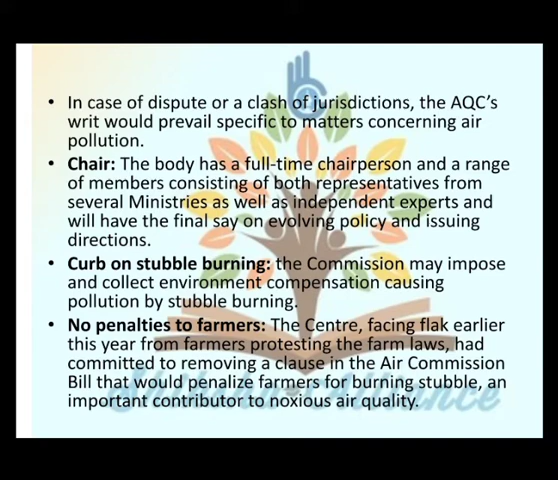 • In case of dispute or a clash of jurisdictions, the AQC's
writ would prevail specific to matters concerning air
pollution.
• Chair: The body has a full-time chairperson and a range
of members consisting of both representatives from
several Ministries as well as independent experts and
will have the final say on evolving policy and issuing
directions.
• Curb on stubble burning: the Commission may impose
and collect environment compensation causing
pollution by stubble burning.
• No penalties to farmers: The Centre, facing flak earlier
this year from farmers protesting the farm laws, had
committed to removing a clause in the Air Commission
Bill that would penalize farmers for burning stubble, an
important contributor to noxious air quality.
Alliance